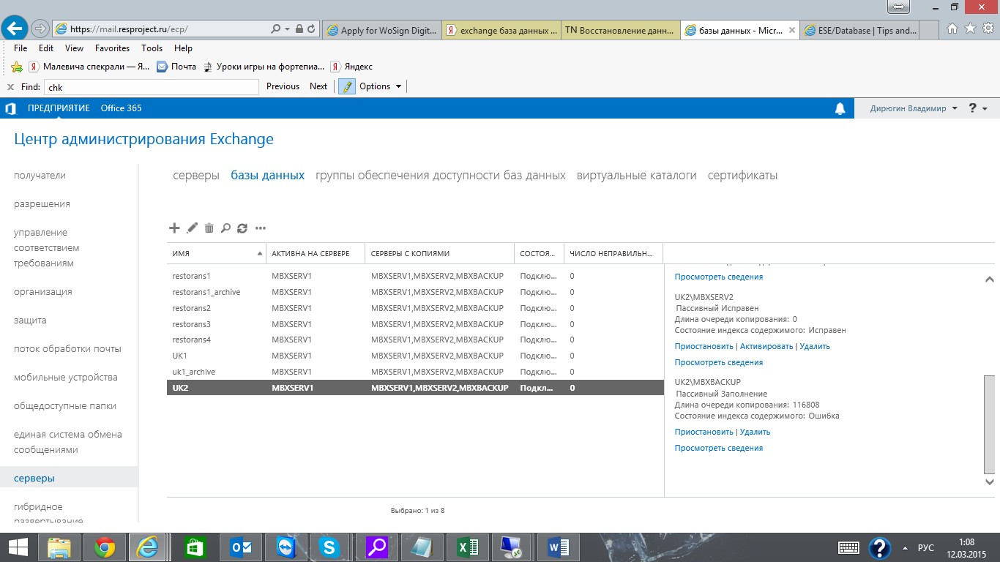 https://mail.resproject.ru/ecp/
Apply for WoSign Digit...
exchange база данных ...
TN Восстановление данн...
базы данных - Micr...
ESE/Database | Tips and...
File Edit View Favorites Tools Help
Малевича спекрали — Я...
Почта
Уроки игры на фортепиа...
Яндекс
Find: chk Previous Next Options
ПРЕДПРИЯТИЕ Office 365
Дирюгин Владимир ?
Центр администрирования Exchange
получатели
разрешения
управление
соответствием
требованиям
организация
защита
поток обработки почты
мобильные устройства
общедоступные папки
единая система обмена
сообщениями
серверы
гибридное
развертывание
серверы базы данных группы обеспечения доступности баз данных виртуальные каталоги сертификаты
ИМЯ АКТИВНА НА СЕРВЕРЕ СЕРВЕРЫ С КОПИЯМИ СОСТОЯ... ЧИСЛО НЕПРАВИЛЬН...
restorans1 MBXSERV1 MBXSERV1,MBXSERV2,MBXBACKUP Подклю... 0
restorans1_archive MBXSERV1 MBXSERV1,MBXSERV2,MBXBACKUP Подклю... 0
restorans2 MBXSERV1 MBXSERV1,MBXSERV2,MBXBACKUP Подклю... 0
restorans3 MBXSERV1 MBXSERV1,MBXSERV2,MBXBACKUP Подклю... 0
restorans4 MBXSERV1 MBXSERV1,MBXSERV2,MBXBACKUP Подклю... 0
UK1 MBXSERV1 MBXSERV1,MBXSERV2,MBXBACKUP Подклю... 0
uk1_archive MBXSERV1 MBXSERV1,MBXSERV2,MBXBACKUP Подклю... 0
UK2 MBXSERV1 MBXSERV1,MBXSERV2,MBXBACKUP Подкл... 0
Просмотреть сведения
UK2\MBXSERV2
Пассивный Исправен
Длина очереди копирования: 0
Состояние индекса содержимого: Исправен
Приостановить | Активировать | Удалить
Просмотреть сведения
UK2\MBXBACKUP
Пассивный Заполнение
Длина очереди копирования: 116808
Состояние индекса содержимого: Ошибка
Приостановить | Удалить
Просмотреть сведения
Выбрано: 1 из 8
РУС
1:08
12.03.2015